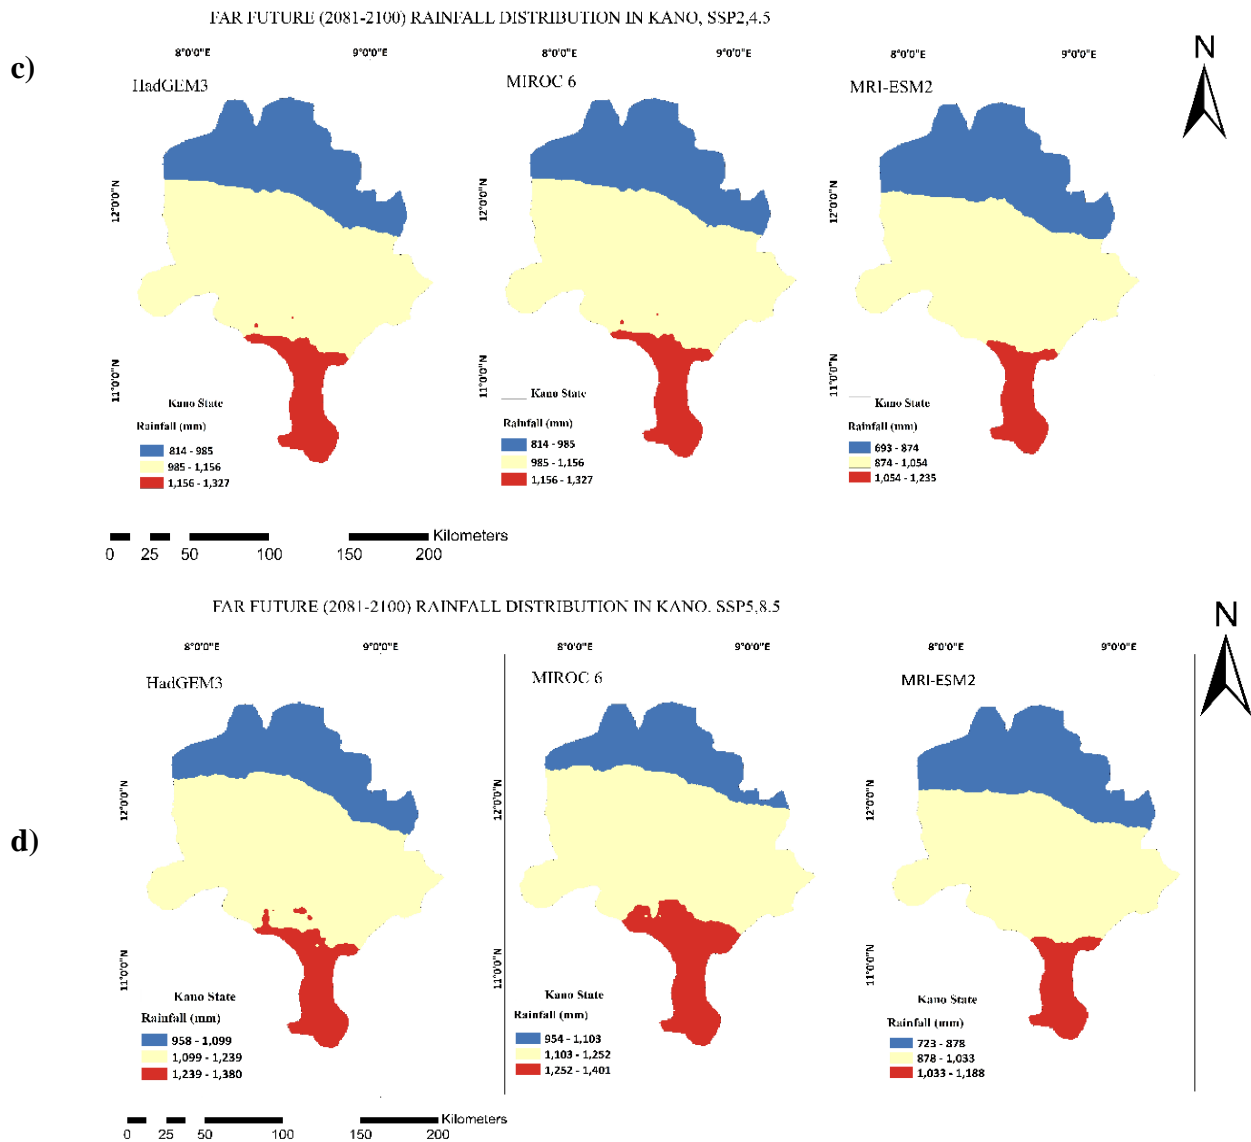 FAR FUTURE (2081-2100) RAINFALL DISTRIBUTION IN KANO, SSP2,4.5
c)
8°0'0"E 9°0'0"E 8°0'0"E 9°0'0"E 8°0'0"E 9°0'0"E
N
HadGEM3
MIROC 6
MRI-ESM2
12°0'0"N
12°0'0"N
12°0'0"N
11°0'0"N
11°0'0"N
11°0'0"N
Kano State
Rainfall (mm)
814 - 985
985 - 1,156
1,156 - 1,327
Kano State
Rainfall (mm)
814 - 985
985 - 1,156
1,156 - 1,327
Kano State
Rainfall (mm)
693 - 874
874 - 1,054
1,054 - 1,235
Kilometers
0 25 50 100 150 200
FAR FUTURE (2081-2100) RAINFALL DISTRIBUTION IN KANO. SSP5,8.5
d)
8°0'0"E 9°0'0"E 8°0'0"E 9°0'0"E 8°0'0"E 9°0'0"E
N
HadGEM3
MIROC 6
MRI-ESM2
12°0'0"N
12°0'0"N
12°0'0"N
11°0'0"N
11°0'0"N
11°0'0"N
Kano State
Rainfall (mm)
958 - 1,099
1,099 - 1,239
1,239 - 1,380
Kano State
Rainfall (mm)
954 - 1,103
1,103 - 1,252
1,252 - 1,401
Kano State
Rainfall (mm)
723 - 878
878 - 1,033
1,033 - 1,188
Kilometers
0 25 50 100 150 200